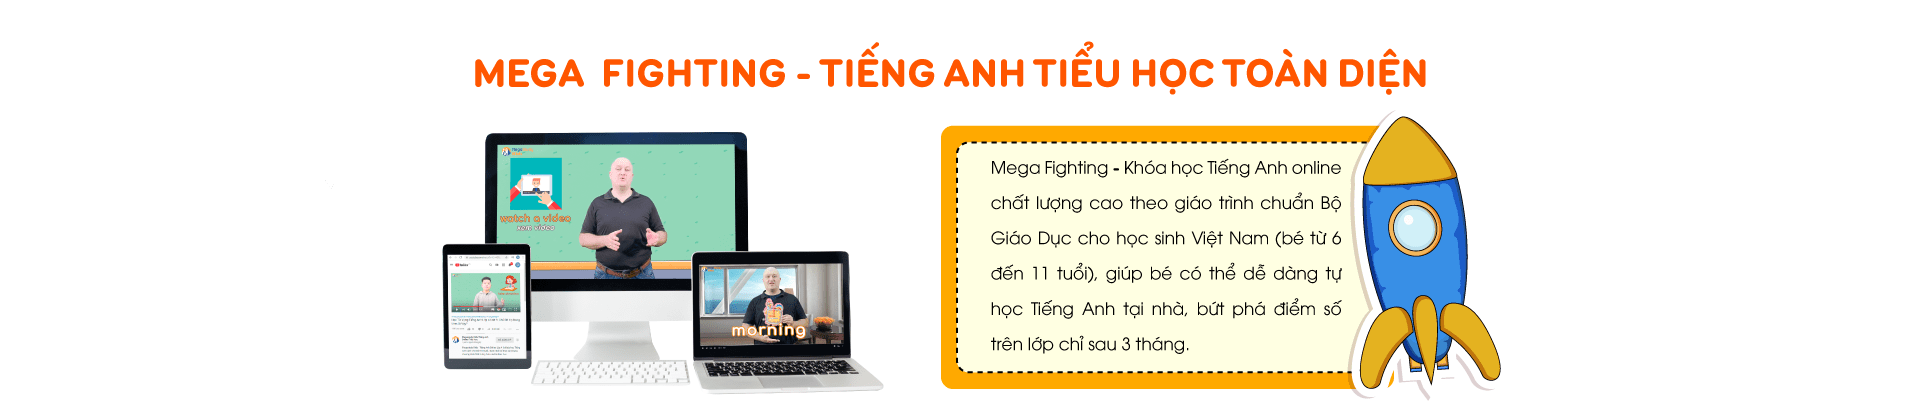 MEGA FIGHTING - TIẾNG ANH TIỂU HỌC TOÀN DIỆN
Mega
watch a video
xem video
morning
Mega Fighting - Khóa học Tiếng Anh online
chất lượng cao theo giáo trình chuẩn Bộ
Giáo Dục cho học sinh Việt Nam (bé từ 6
đến 11 tuổi), giúp bé có thể dễ dàng tự
học Tiếng Anh tại nhà, bứt phá điểm số
trên lớp chỉ sau 3 tháng.